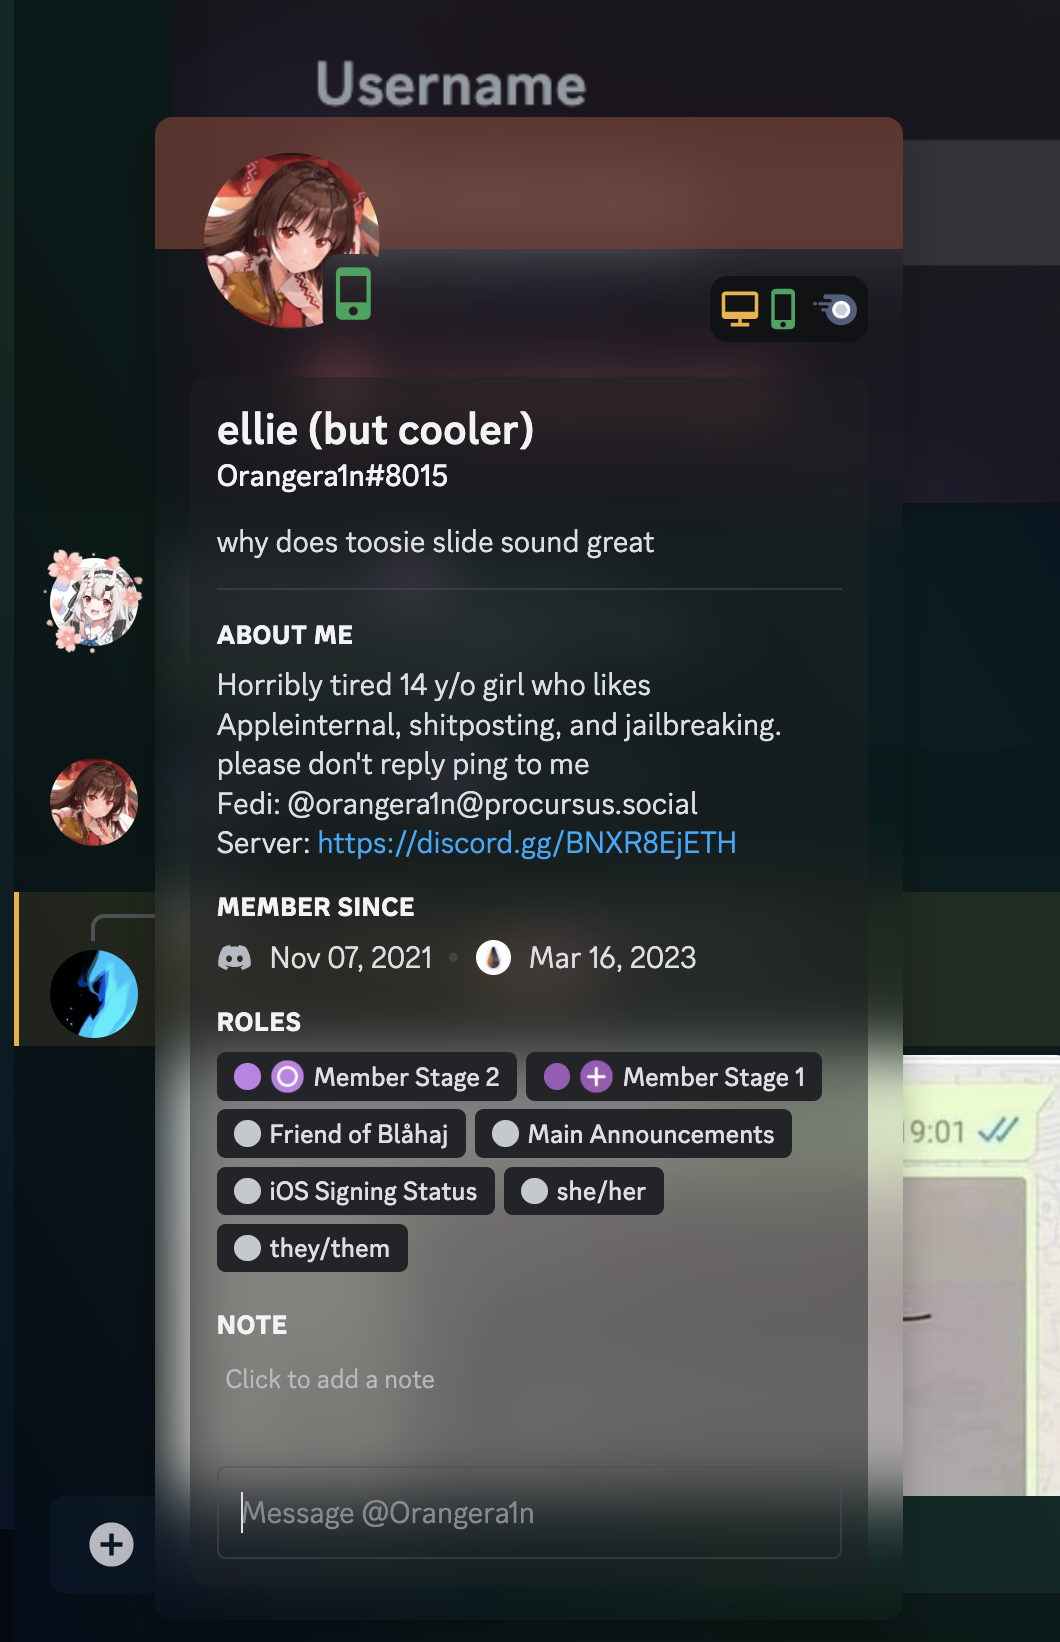 Username
ellie (but cooler)
Orangera1n#8015
why does toosie slide sound great
ABOUT ME
Horribly tired 14 y/o girl who likes
Appleinternal, shitposting, and jailbreaking.
please don't reply ping to me
Fedi: @orangera1n@procursus.social
Server: https://discord.gg/BNXR8EjETH
MEMBER SINCE
Nov 07, 2021 • Mar 16, 2023
ROLES
Member Stage 2 Member Stage 1
Friend of Blåhaj Main Announcements
iOS Signing Status she/her
they/them
19:01
NOTE
Click to add a note
Message @Orangera1n